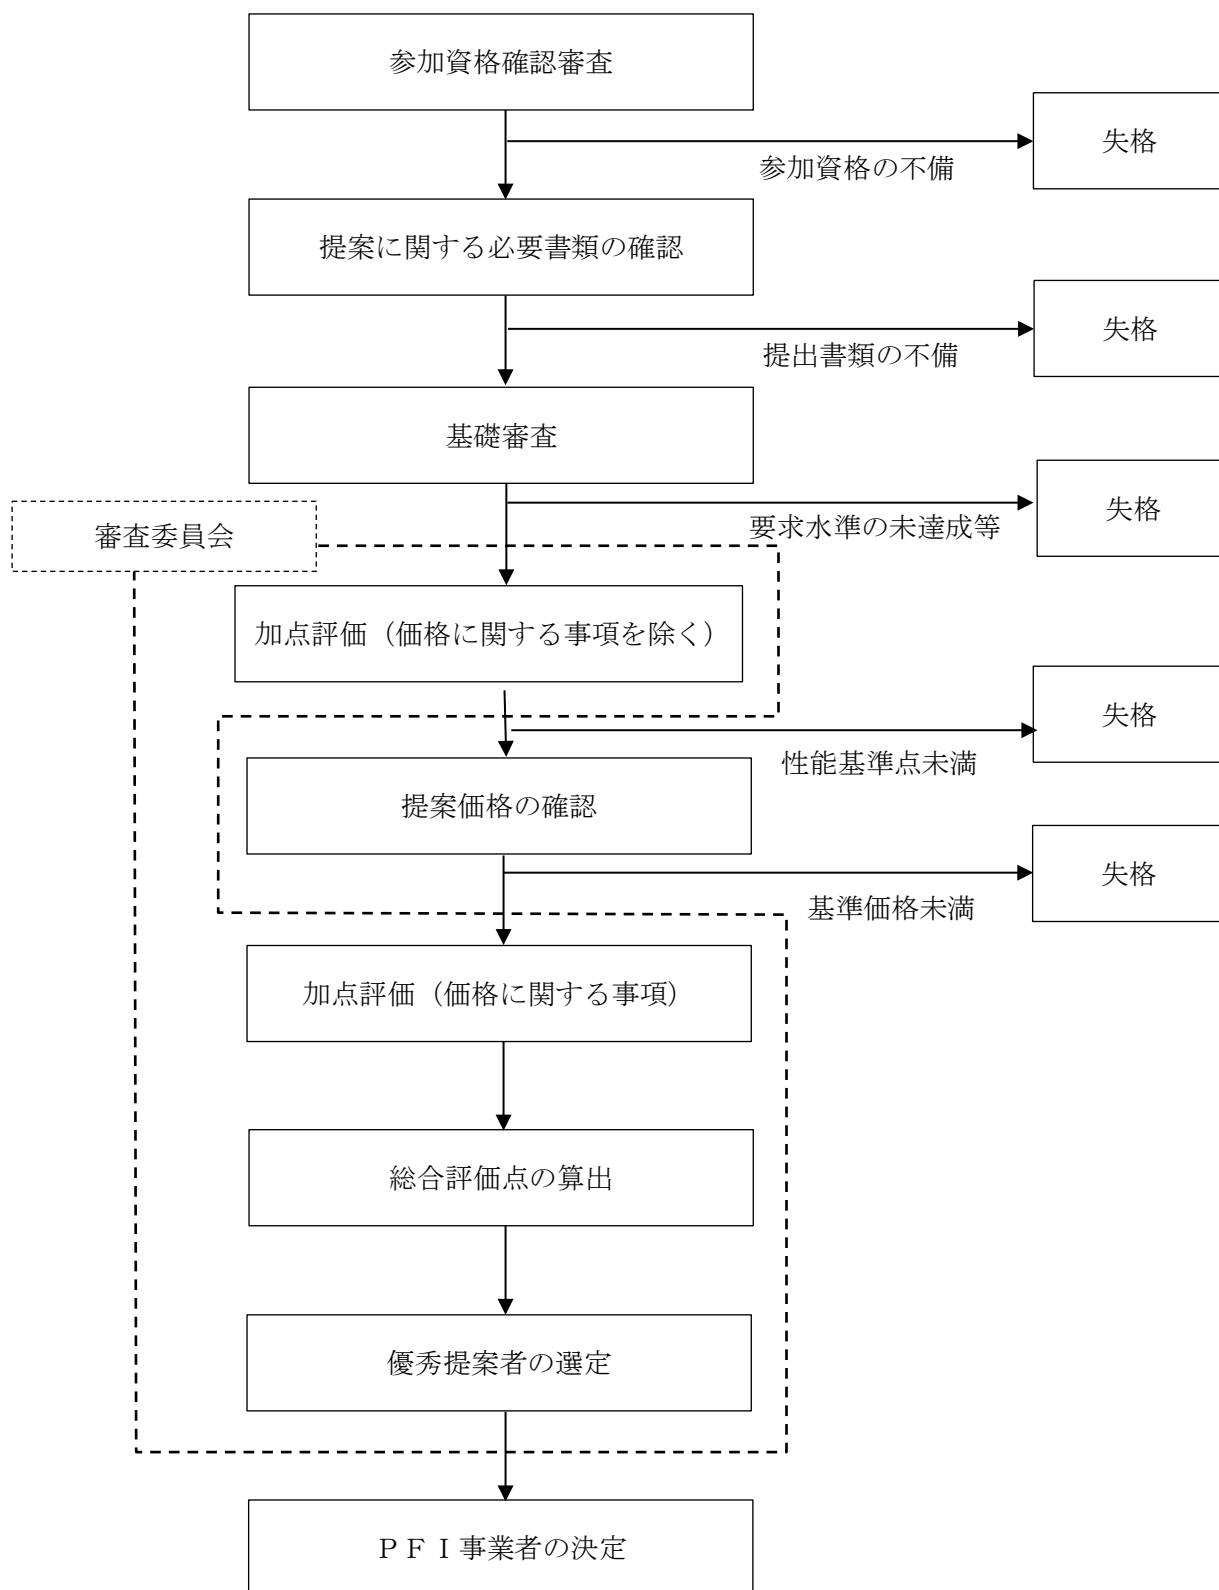 参加資格確認審査
失格
参加資格の不備
提案に関する必要書類の確認
失格
提出書類の不備
基礎審査
失格
要求水準の未達成等
審査委員会
加点評価（価格に関する事項を除く）
失格
性能基準点未満
提案価格の確認
失格
基準価格未満
加点評価（価格に関する事項）
総合評価点の算出
優秀提案者の選定
ＰＦＩ事業者の決定